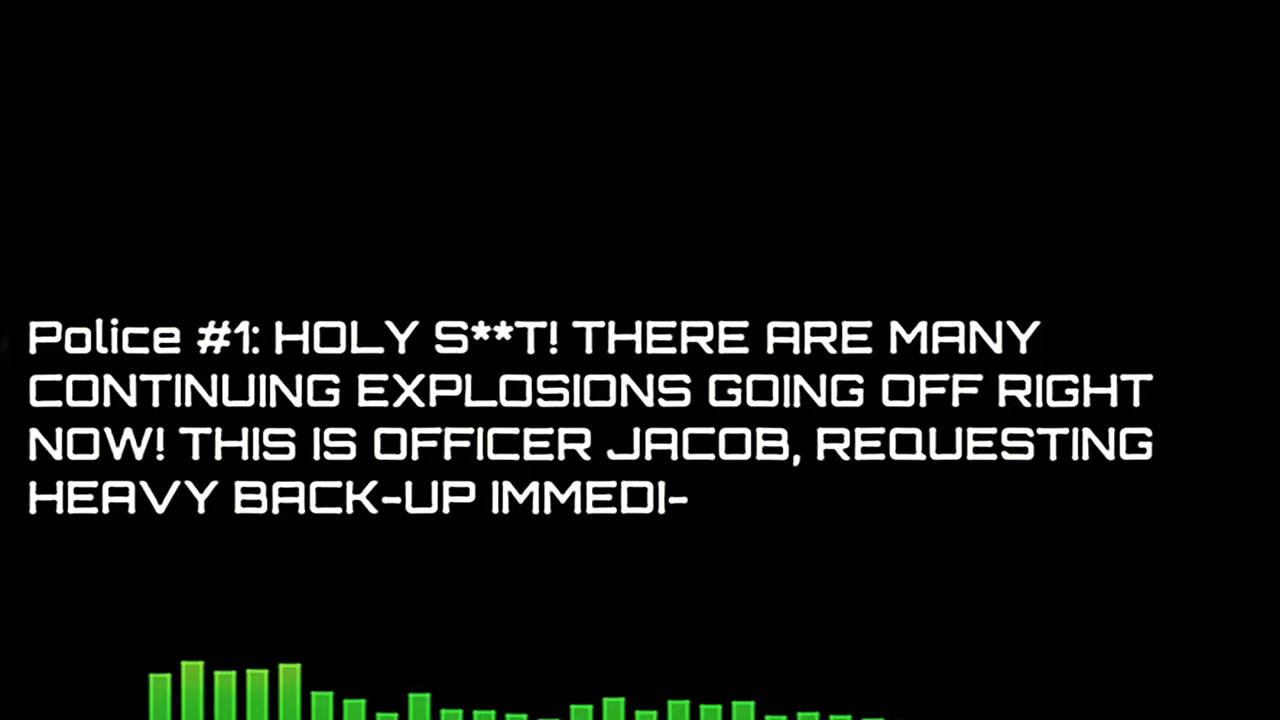 Police #1: HOLY S**T! THERE ARE MANY
CONTINUING EXPLOSIONS GOING OFF RIGHT
NOW! THIS IS OFFICER JACOB, REQUESTING
HEAVY BACK-UP IMMEDI-